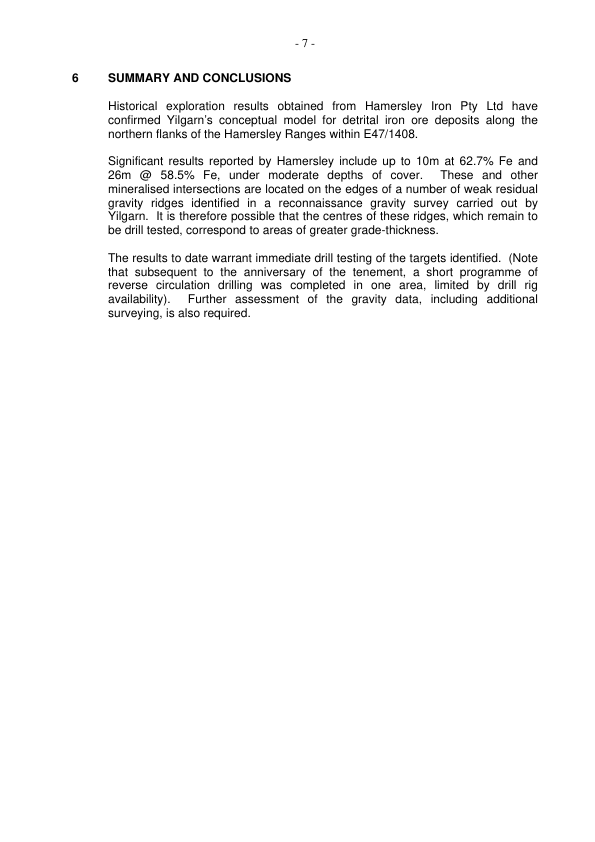 - 7 -
6 SUMMARY AND CONCLUSIONS
Historical exploration results obtained from Hamersley Iron Pty Ltd have
confirmed Yilgarn's conceptual model for detrital iron ore deposits along the
northern flanks of the Hamersley Ranges within E47/1408.
Significant results reported by Hamersley include up to 10m at 62.7% Fe and
26m @ 58.5% Fe, under moderate depths of cover. These and other
mineralised intersections are located on the edges of a number of weak residual
gravity ridges identified in a reconnaissance gravity survey carried out by
Yilgarn. It is therefore possible that the centres of these ridges, which remain to
be drill tested, correspond to areas of greater grade-thickness.
The results to date warrant immediate drill testing of the targets identified. (Note
that subsequent to the anniversary of the tenement, a short programme of
reverse circulation drilling was completed in one area, limited by drill rig
availability). Further assessment of the gravity data, including additional
surveying, is also required.